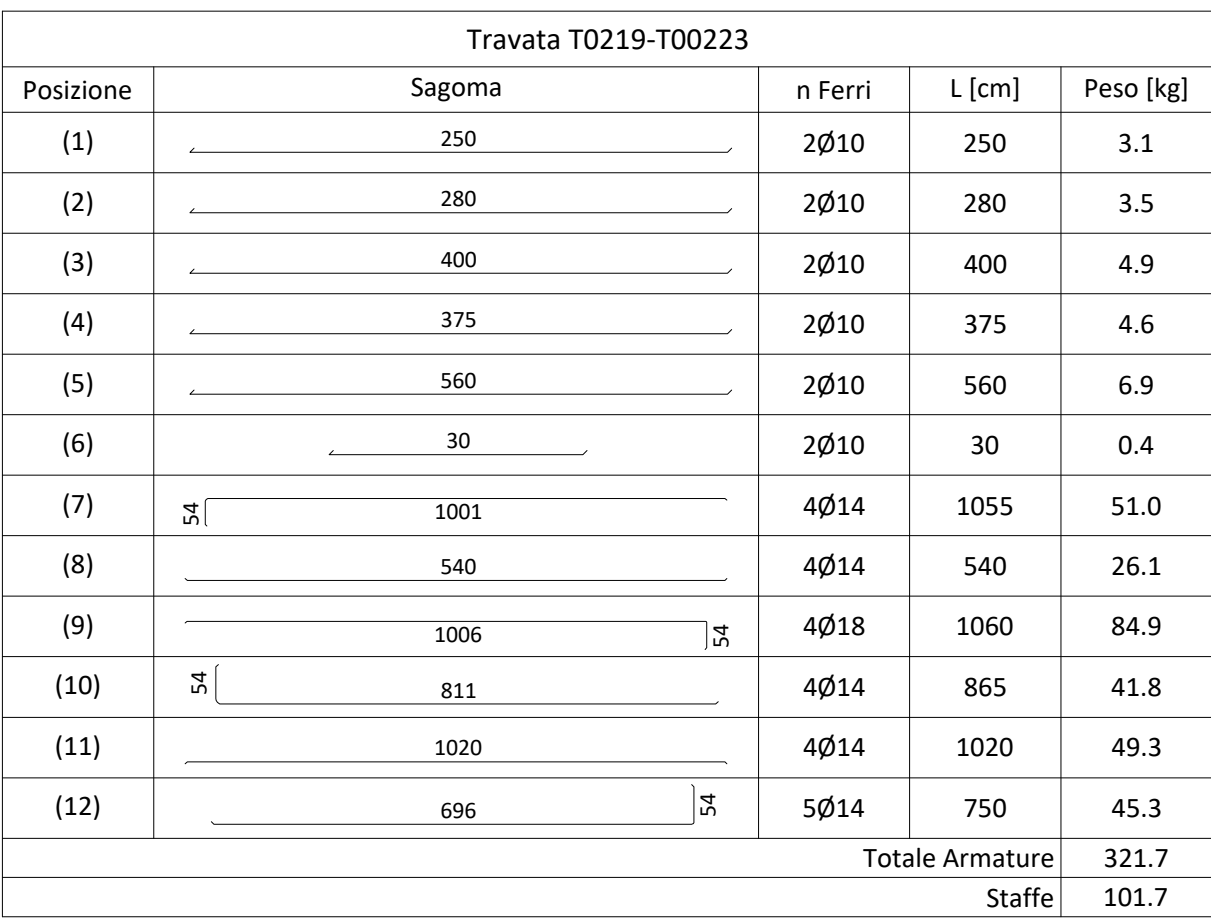 Travata T0219-T00223
Posizione Sagoma n Ferri L [cm] Peso [kg]
(1) 250 2Ø10 250 3.1
(2) 280 2Ø10 280 3.5
(3) 400 2Ø10 400 4.9
(4) 375 2Ø10 375 4.6
(5) 560 2Ø10 560 6.9
(6) 30 2Ø10 30 0.4
(7) 54 1001 4Ø14 1055 51.0
(8) 540 4Ø14 540 26.1
(9) 1006 54 4Ø18 1060 84.9
(10) 54 811 4Ø14 865 41.8
(11) 1020 4Ø14 1020 49.3
(12) 696 54 5Ø14 750 45.3
Totale Armature 321.7
Staffe 101.7